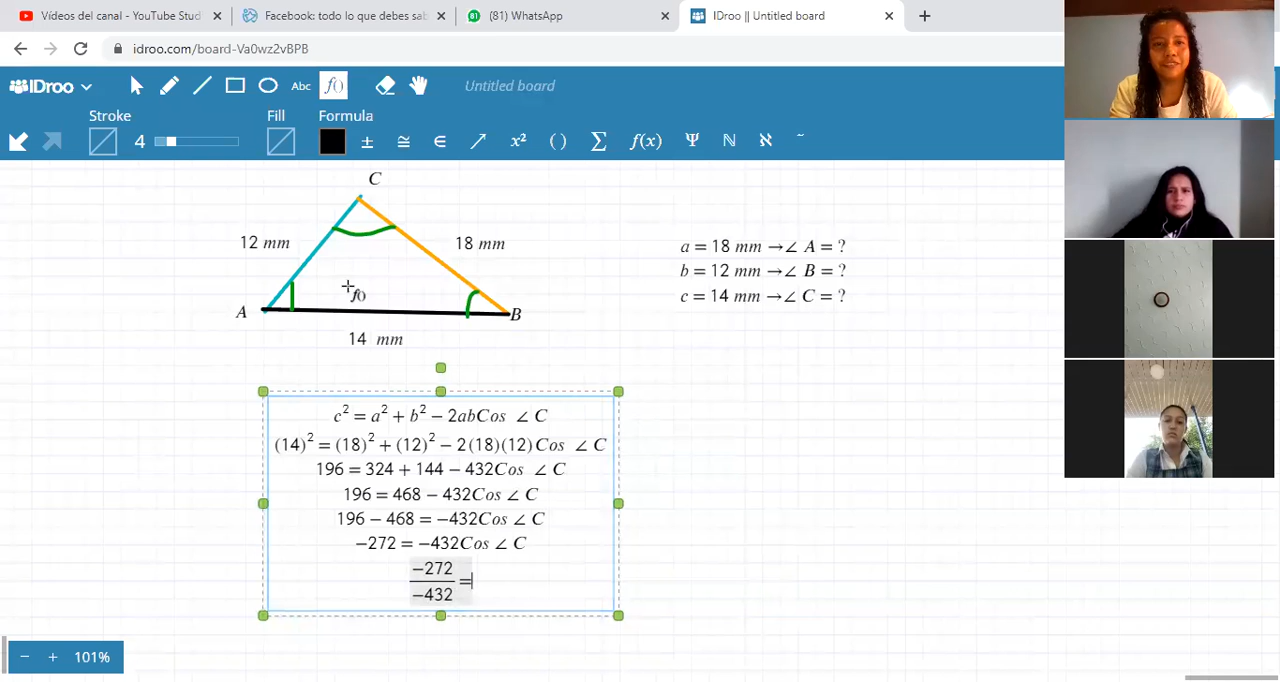 Vídeos del canal - YouTube Stud
Facebook: todo lo que debes sab
(81) WhatsApp
IDroo || Untitled board
idroo.com/board-Va0wz2vBPB
IDroo
Abc
f()
Untitled board
Stroke
Fill
Formula
4
± ≅ ∈ ↗ x² ( ) ∑ f(x) Ψ ℕ ℵ ~
C
12 mm
18 mm
f()
A
B
14 mm
a = 18 mm →∠ A = ?
b = 12 mm →∠ B = ?
c = 14 mm →∠ C = ?
c² = a² + b² − 2abCos ∠ C
(14)² = (18)² + (12)² − 2(18)(12)Cos ∠ C
196 = 324 + 144 − 432Cos ∠ C
196 = 468 − 432Cos ∠ C
196 − 468 = −432Cos ∠ C
−272 = −432Cos ∠ C
−272
=
−432
− + 101%